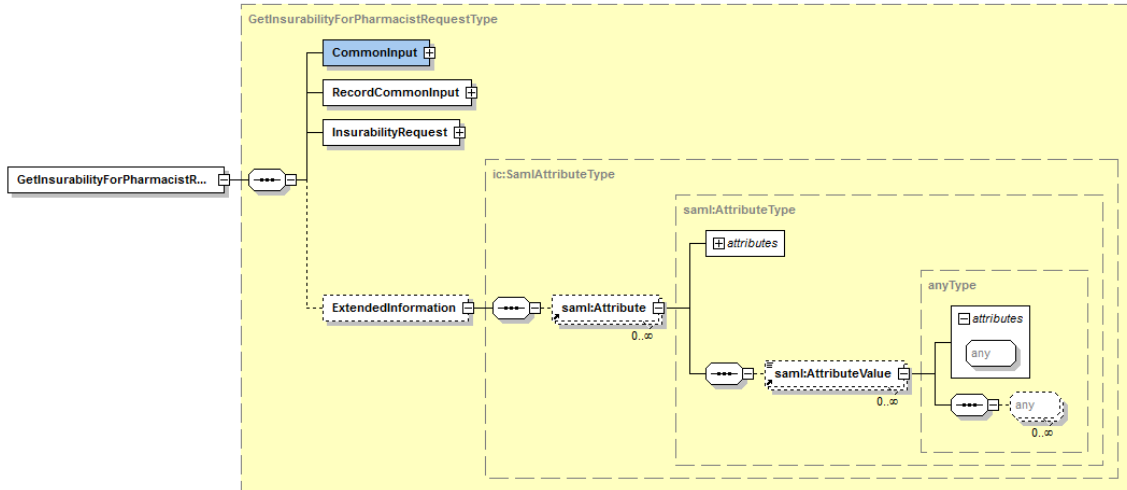 GetInsurabilityForPharmacistRequestType
CommonInput
RecordCommonInput
InsurabilityRequest
GetInsurabilityForPharmacistR...
ic:SamlAttributeType
saml:AttributeType
attributes
anyType
ExtendedInformation
saml:Attribute
0..∞
attributes
any
saml:AttributeValue
0..∞
any
0..∞